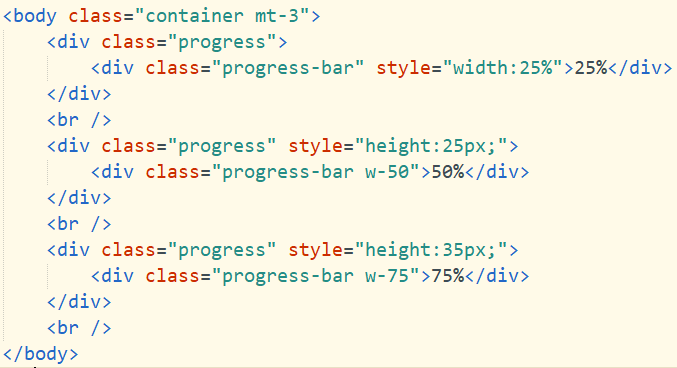 <body class="container mt-3">
    <div class="progress">
        <div class="progress-bar" style="width:25%">25%</div>
    </div>
    <br />
    <div class="progress" style="height:25px;">
        <div class="progress-bar w-50">50%</div>
    </div>
    <br />
    <div class="progress" style="height:35px;">
        <div class="progress-bar w-75">75%</div>
    </div>
    <br />
</body>